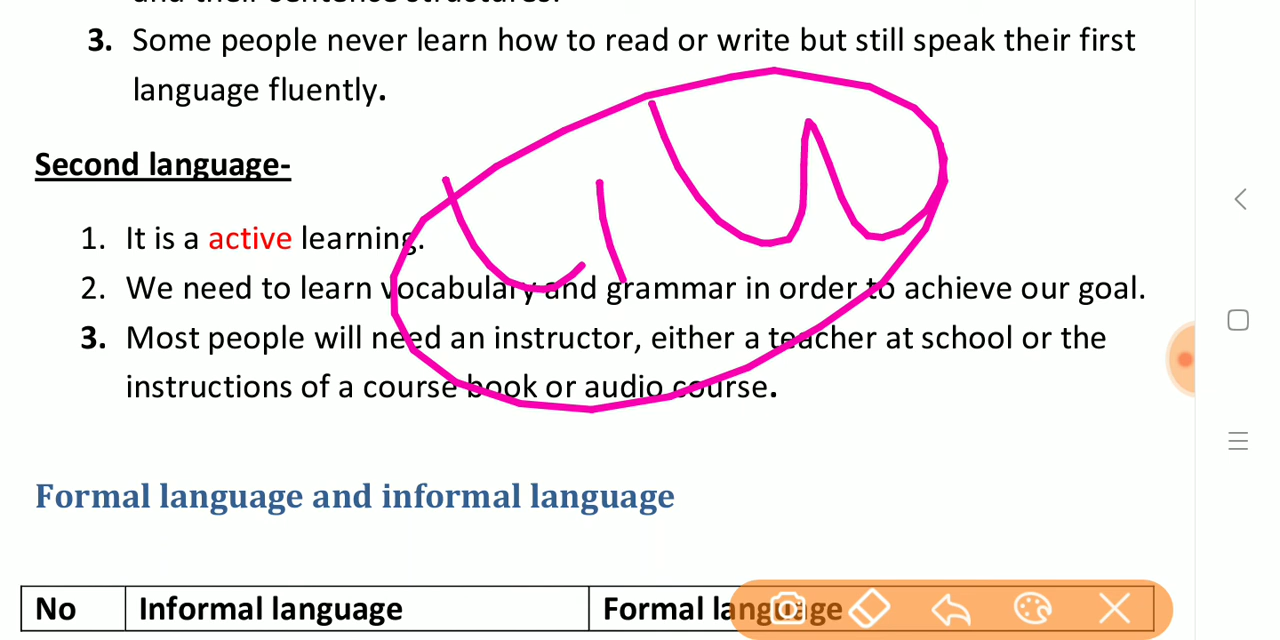 3. Some people never learn how to read or write but still speak their first
language fluently.
Second language-
1. It is a active learning.
2. We need to learn vocabulary and grammar in order to achieve our goal.
3. Most people will need an instructor, either a teacher at school or the
instructions of a course book or audio course.
Formal language and informal language
No Informal language Formal language